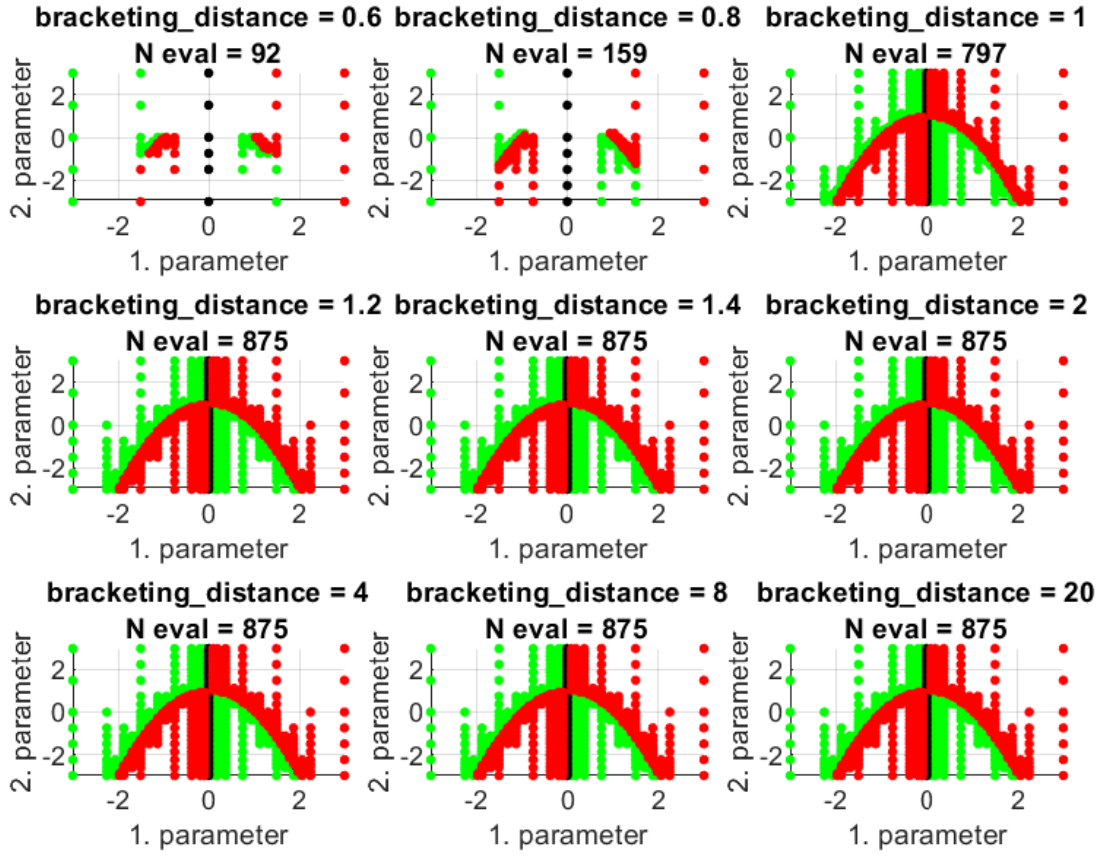 bracketing_distance = 0.6
N eval = 92
2. parameter
2
0
-2
-2
0
2
1. parameter
bracketing_distance = 0.8
N eval = 159
2. parameter
2
0
-2
-2
0
2
1. parameter
bracketing_distance = 1
N eval = 797
2. parameter
2
0
-2
-2
0
2
1. parameter
bracketing_distance = 1.2
N eval = 875
2. parameter
2
0
-2
-2
0
2
1. parameter
bracketing_distance = 1.4
N eval = 875
2. parameter
2
0
-2
-2
0
2
1. parameter
bracketing_distance = 2
N eval = 875
2. parameter
2
0
-2
-2
0
2
1. parameter
bracketing_distance = 4
N eval = 875
2. parameter
2
0
-2
-2
0
2
1. parameter
bracketing_distance = 8
N eval = 875
2. parameter
2
0
-2
-2
0
2
1. parameter
bracketing_distance = 20
N eval = 875
2. parameter
2
0
-2
-2
0
2
1. parameter